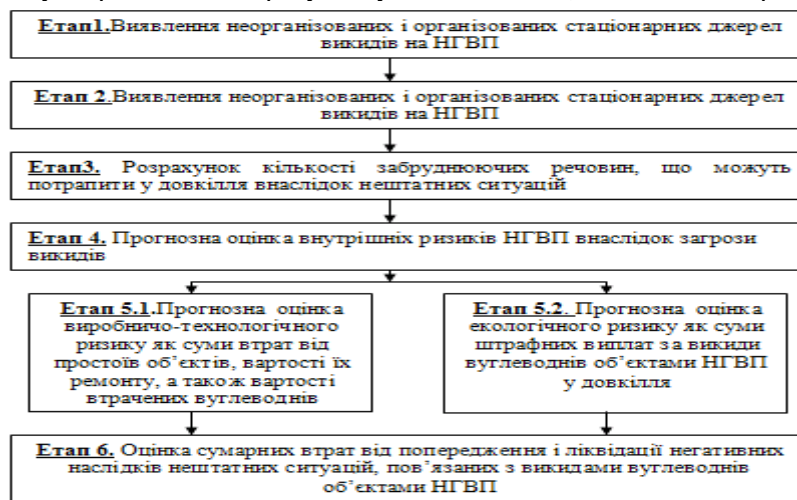 Етап1.Виявлення неорганізованих і організованих стаціонарних джерел
викидів на НГВП
Етап 2.Виявлення неорганізованих і організованих стаціонарних джерел
викидів на НГВП
Етап3. Розрахунок кількості забруднюючих речовин, що можуть
потрапити у довкілля внаслідок нештатних ситуацій
Етап 4. Прогнозна оцінка внутрішніх ризиків НГВП внаслідок загрози
викидів
Етап 5.1.Прогнозна оцінка
виробничо-технологічного
ризику як суми втрат від
простоїв об’єктів, вартості їх
ремонту, а також вартості
втрачених вуглеводнів
Етап 5.2. Прогнозна оцінка
екологічного ризику як суми
штрафних виплат за викиди
вуглеводнів об’єктами НГВП
у довкілля
Етап 6. Оцінка сумарних втрат від попередження і ліквідації негативних
наслідків нештатних ситуацій, пов’язаних з викидами вуглеводнів
об’єктами НГВП